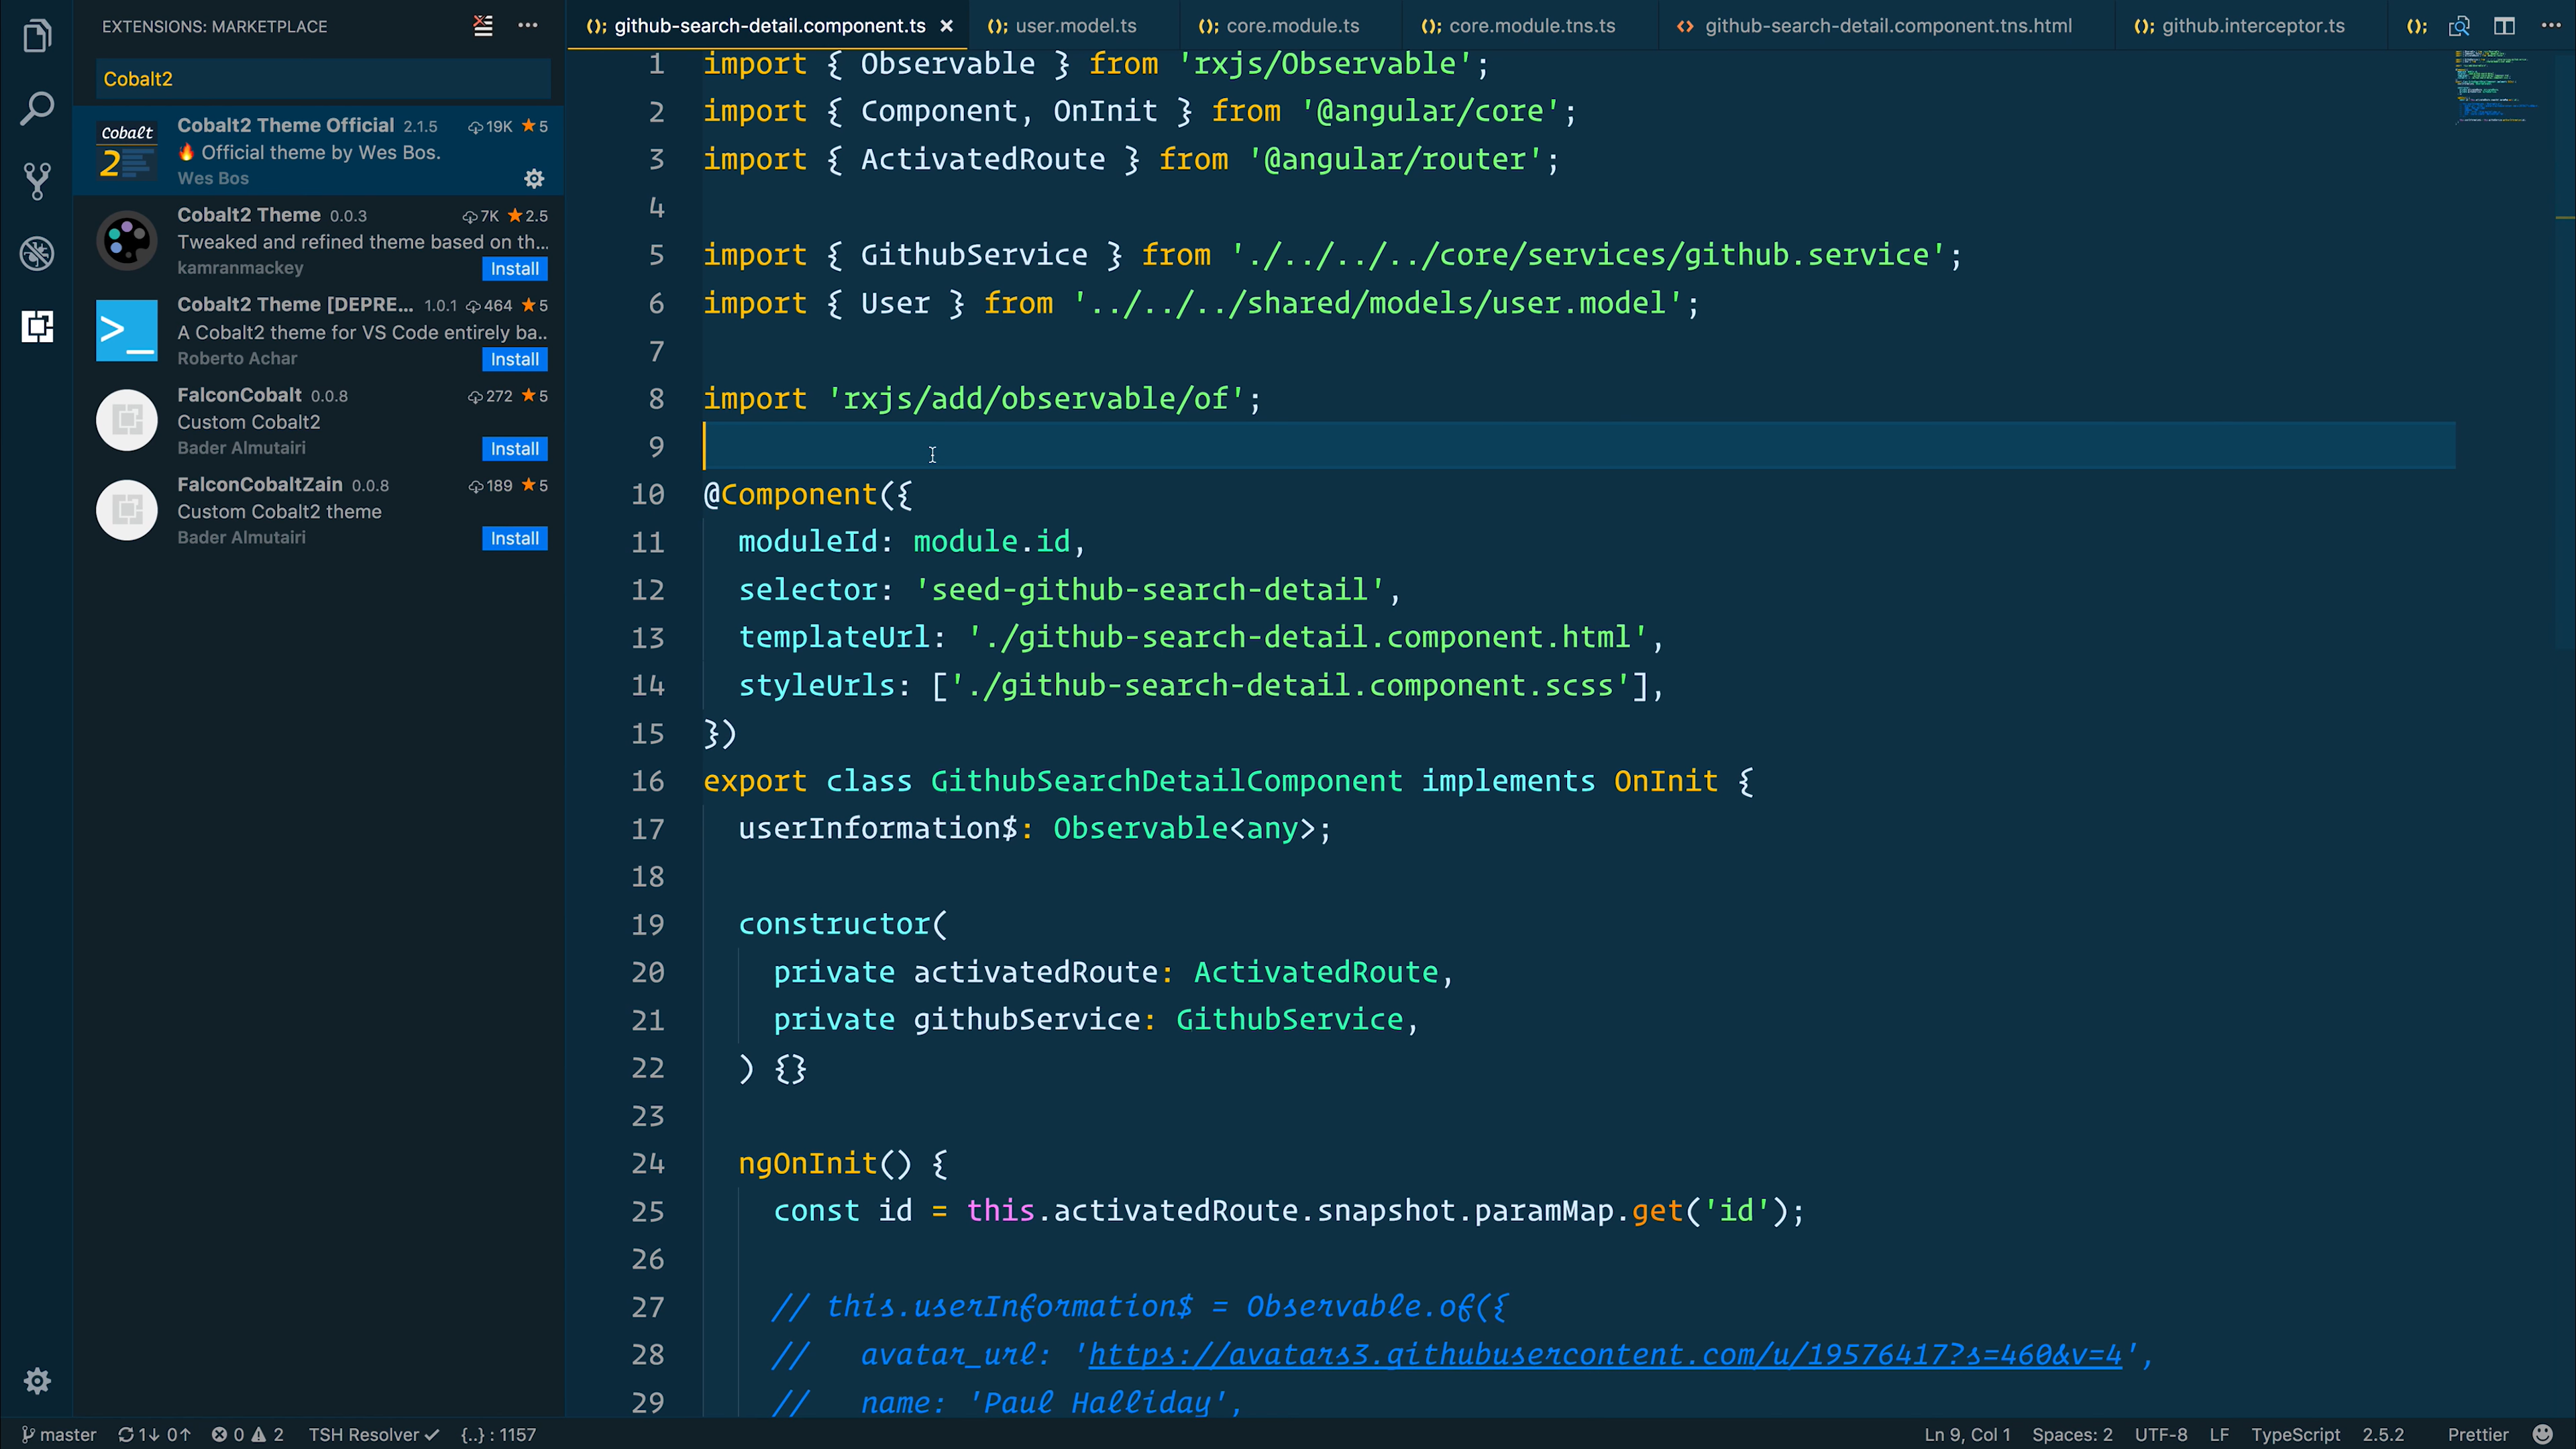 EXTENSIONS: MARKETPLACE
Cobalt2
Cobalt2 Theme Official 2.1.5 19K ★5
🔥 Official theme by Wes Bos.
Wes Bos
Cobalt2 Theme 0.0.3 7K ★2.5
Tweaked and refined theme based on th...
kamranmackey Install
Cobalt2 Theme [DEPRE... 1.0.1 464 ★5
A Cobalt2 theme for VS Code entirely ba..
Roberto Achar Install
FalconCobalt 0.0.8 272 ★5
Custom Cobalt2
Bader Almutairi Install
FalconCobaltZain 0.0.8 189 ★5
Custom Cobalt2 theme
Bader Almutairi Install
Cobalt
2
>_
(); github-search-detail.component.ts × (); user.model.ts (); core.module.ts (); core.module.tns.ts <> github-search-detail.component.tns.html (); github.interceptor.ts (); ...
1 import { Observable } from 'rxjs/Observable';
2 import { Component, OnInit } from '@angular/core';
3 import { ActivatedRoute } from '@angular/router';
4
5 import { GithubService } from './../../../core/services/github.service';
6 import { User } from '../../../shared/models/user.model';
7
8 import 'rxjs/add/observable/of';
9
10 @Component({
11 moduleId: module.id,
12 selector: 'seed-github-search-detail',
13 templateUrl: './github-search-detail.component.html',
14 styleUrls: ['./github-search-detail.component.scss'],
15 })
16 export class GithubSearchDetailComponent implements OnInit {
17 userInformation$: Observable<any>;
18
19 constructor(
20 private activatedRoute: ActivatedRoute,
21 private githubService: GithubService,
22 ) {}
23
24 ngOnInit() {
25 const id = this.activatedRoute.snapshot.paramMap.get('id');
26
27 // this.userInformation$ = Observable.of({
28 // avatar_url: 'https://avatars3.githubusercontent.com/u/19576417?s=460&v=4',
29 // name: 'Paul Halliday',
master 1↓ 0↑ 0 2 TSH Resolver ✓ {..} : 1157 Ln 9, Col 1 Spaces: 2 UTF-8 LF TypeScript 2.5.2 Prettier